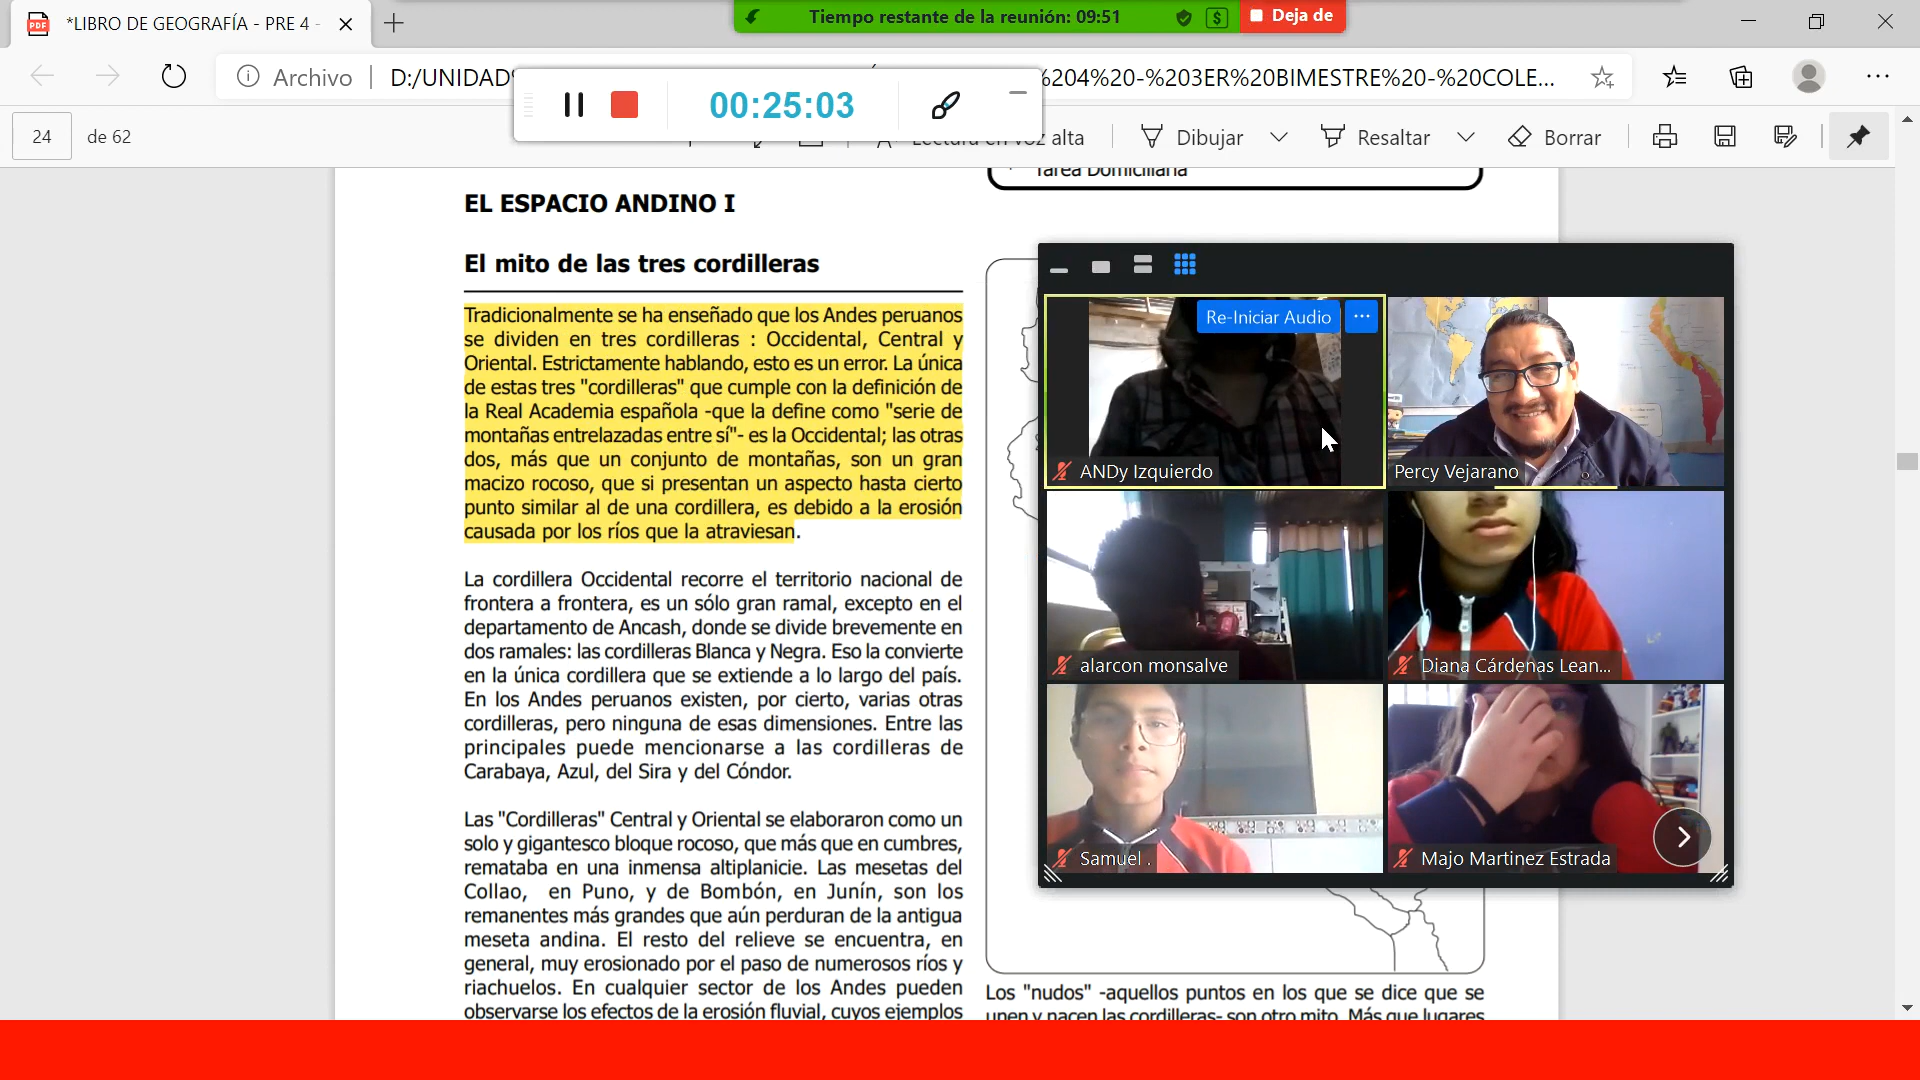 *LIBRO DE GEOGRAFÍA - PRE 4 -
Tiempo restante de la reunión: 09:51
Deja de
Archivo
D:/UNIDAD
%204%20-%203ER%20BIMESTRE%20-%20COLE...
00:25:03
24
de 62
Lectura en voz alta
Dibujar
Resaltar
Borrar
Tarea Domiciliaria
EL ESPACIO ANDINO I
El mito de las tres cordilleras
Tradicionalmente se ha enseñado que los Andes peruanos
se dividen en tres cordilleras : Occidental, Central y
Oriental. Estrictamente hablando, esto es un error. La única
de estas tres "cordilleras" que cumple con la definición de
la Real Academia española -que la define como "serie de
montañas entrelazadas entre sí"- es la Occidental; las otras
dos, más que un conjunto de montañas, son un gran
macizo rocoso, que si presentan un aspecto hasta cierto
punto similar al de una cordillera, es debido a la erosión
causada por los ríos que la atraviesan.
La cordillera Occidental recorre el territorio nacional de
frontera a frontera, es un sólo gran ramal, excepto en el
departamento de Ancash, donde se divide brevemente en
dos ramales: las cordilleras Blanca y Negra. Eso la convierte
en la única cordillera que se extiende a lo largo del país.
En los Andes peruanos existen, por cierto, varias otras
cordilleras, pero ninguna de esas dimensiones. Entre las
principales puede mencionarse a las cordilleras de
Carabaya, Azul, del Sira y del Cóndor.
Las "Cordilleras" Central y Oriental se elaboraron como un
solo y gigantesco bloque rocoso, que más que en cumbres,
remataba en una inmensa altiplanicie. Las mesetas del
Collao, en Puno, y de Bombón, en Junín, son los
remanentes más grandes que aún perduran de la antigua
meseta andina. El resto del relieve se encuentra, en
general, muy erosionado por el paso de numerosos ríos y
riachuelos. En cualquier sector de los Andes pueden
observarse los efectos de la erosión fluvial, cuyos ejemplos
Re-Iniciar Audio
ANDy Izquierdo
Percy Vejarano
alarcon monsalve
Diana Cárdenas Lean...
Samuel .
Majo Martinez Estrada
Los "nudos" -aquellos puntos en los que se dice que se
unen y nacen las cordilleras- son otro mito. Más que lugares